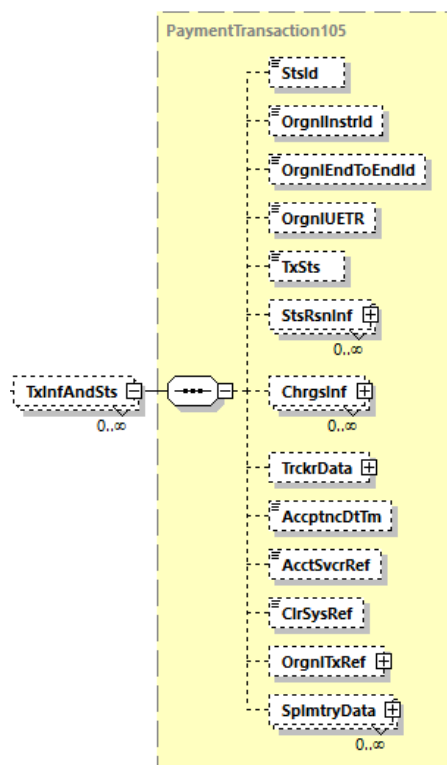 PaymentTransaction105
StsId
OrgnlInstrId
OrgnlEndToEndId
OrgnlUETR
TxSts
StsRsnInf
0..∞
TxInfAndSts
0..∞
ChrgsInf
0..∞
TrckrData
AccptncDtTm
AcctSvcrRef
ClrSysRef
OrgnlTxRef
SplmtryData
0..∞